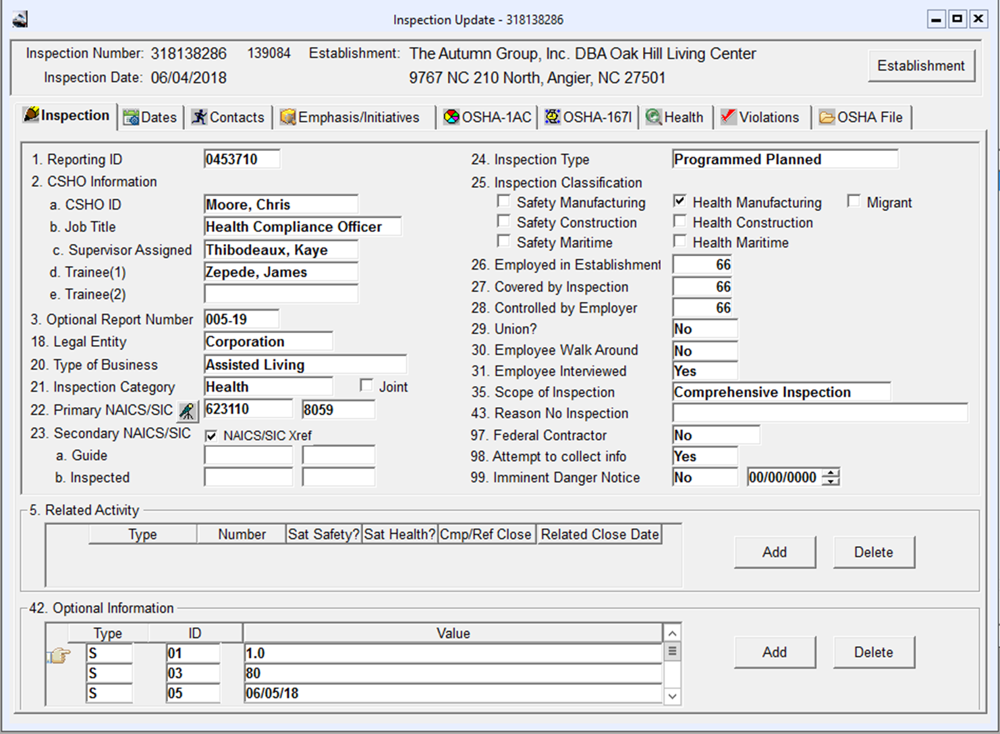 Inspection Update - 318138286
Inspection Number: 318138286 139084 Establishment: The Autumn Group, Inc. DBA Oak Hill Living Center
Establishment
Inspection Date: 06/04/2018 9767 NC 210 North, Angier, NC 27501
Inspection Dates Contacts Emphasis/Initiatives OSHA-1AC OSHA-167I Health Violations OSHA File
1. Reporting ID 0453710
2. CSHO Information
a. CSHO ID Moore, Chris
b. Job Title Health Compliance Officer
c. Supervisor Assigned Thibodeaux, Kaye
d. Trainee(1) Zepede, James
e. Trainee(2)
3. Optional Report Number 005-19
18. Legal Entity Corporation
20. Type of Business Assisted Living
21. Inspection Category Health Joint
22. Primary NAICS/SIC 623110 8059
23. Secondary NAICS/SIC NAICS/SIC Xref
a. Guide
b. Inspected
24. Inspection Type Programmed Planned
25. Inspection Classification
Safety Manufacturing Health Manufacturing Migrant
Safety Construction Health Construction
Safety Maritime Health Maritime
26. Employed in Establishment 66
27. Covered by Inspection 66
28. Controlled by Employer 66
29. Union? No
30. Employee Walk Around No
31. Employee Interviewed Yes
35. Scope of Inspection Comprehensive Inspection
43. Reason No Inspection
97. Federal Contractor No
98. Attempt to collect info Yes
99. Imminent Danger Notice No 00/00/0000
5. Related Activity
Type Number Sat Safety? Sat Health? Cmp/Ref Close Related Close Date
Add Delete
42. Optional Information
Type ID Value
S 01 1.0
S 03 80
S 05 06/05/18
Add Delete